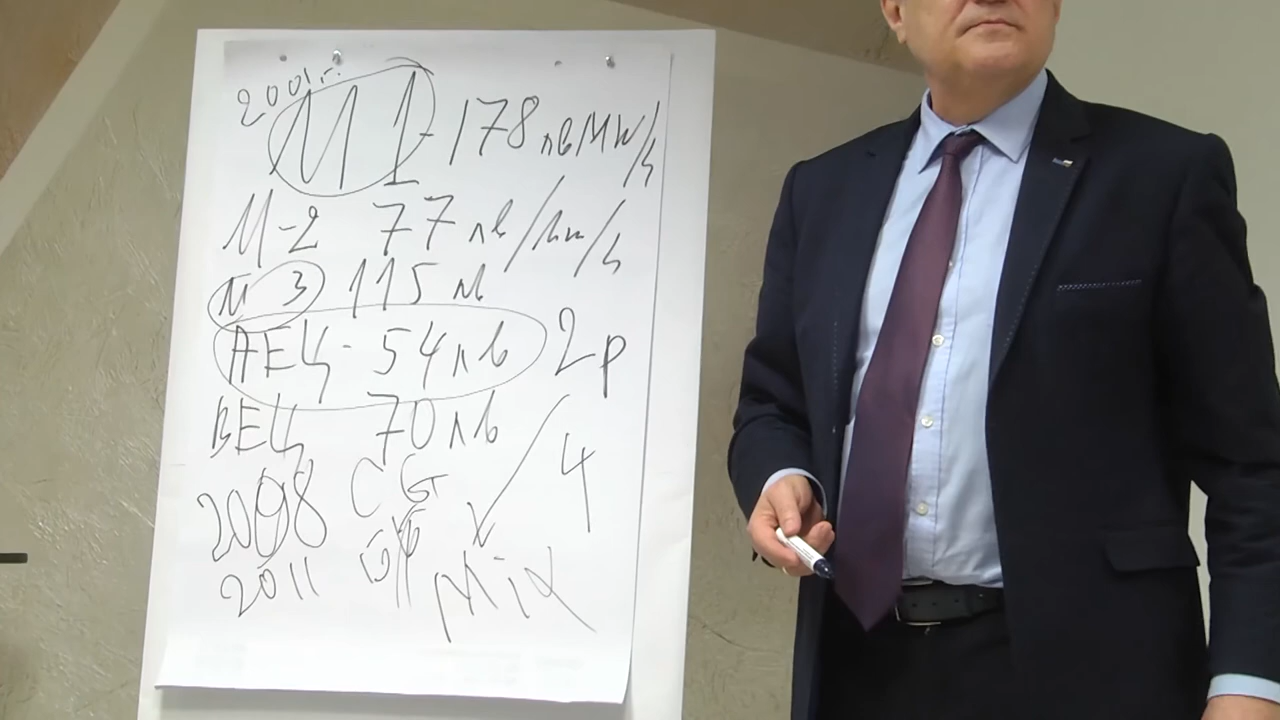 2001г.
М 1 - 178 лв MW/h
М-2 77 лв/Mw/h
М 3 115 лв
АЕЦ - 54 лв 2р
ВЕЦ 70 лв
4
2008 CG
2011
Mix